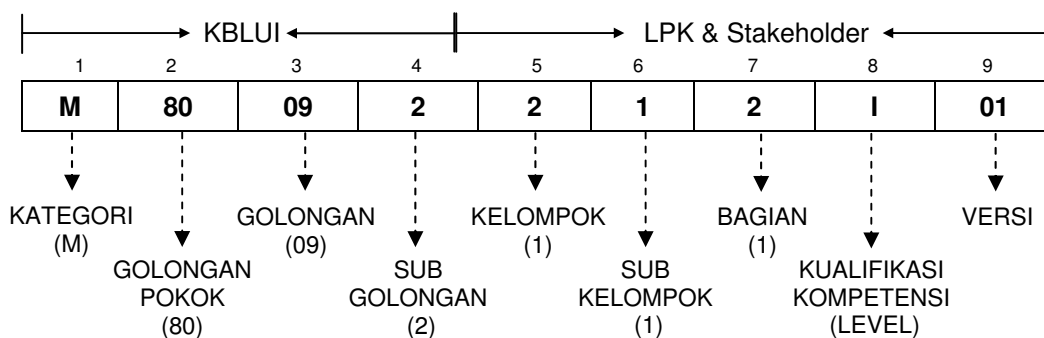 KBLUI LPK & Stakeholder
1 2 3 4 5 6 7 8 9
M 80 09 2 2 1 2 I 01
KATEGORI GOLONGAN KELOMPOK BAGIAN VERSI
(M) (09) (1) (1)
GOLONGAN SUB SUB KUALIFIKASI
POKOK GOLONGAN KELOMPOK KOMPETENSI
(80) (2) (1) (LEVEL)